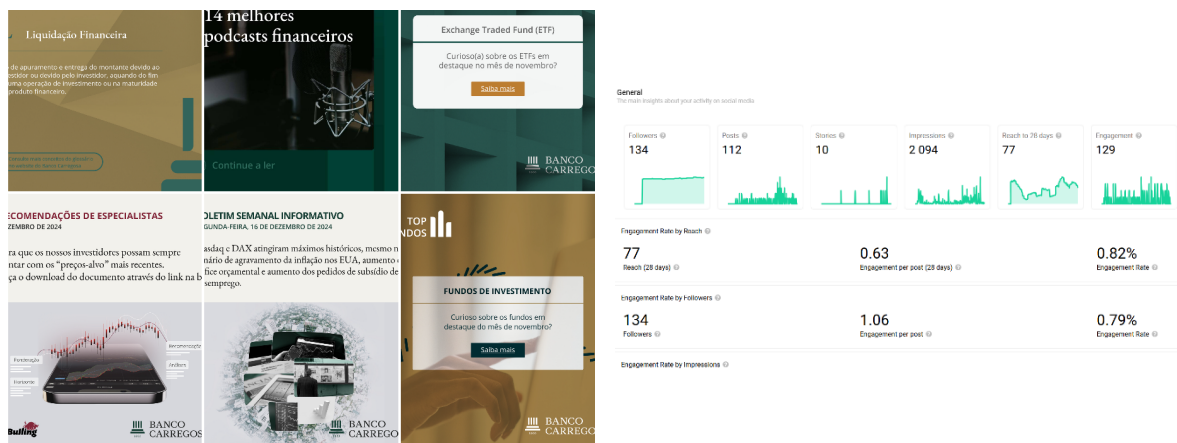 Liquidação Financeira
de apuramento e entrega do montante devido ao
estidor ou devido pelo investidor, aquando do fim
uma operação de investimento ou na maturidade
produto financeiro.
14 melhores
podcasts financeiros
Continue a ler
Exchange Traded Fund (ETF)
Curioso(a) sobre os ETFs em
destaque no mês de novembro?
Saiba mais
BANCO
CARREGO
ECOMENDAÇÕES DE ESPECIALISTAS
ZEMBRO DE 2024
ra que os nossos investidores possam sempre
ntar com os “preços-alvo” mais recentes.
ça o download do documento através do link na b
Pontuação
Horizonte
Recomendação
Análises
Bulling
BANCO
CARREGOS
OLETIM SEMANAL INFORMATIVO
GUNDA-FEIRA, 16 DE DEZEMBRO DE 2024
asdaq e DAX atingiram máximos históricos, mesmo n
nário de agravamento da inflação nos EUA, aumento
fice orçamental e aumento dos pedidos de subsídio de
semprego.
BANCO
CARREGO
TOP
NDOS
FUNDOS DE INVESTIMENTO
Curioso sobre os fundos em
destaque do mês de novembro?
Saiba mais
BANCO
CARREGOS
General
The main insights about your activity on social media
Followers
134
Posts
112
Stories
10
Impressions
2 094
Reach to 28 days
77
Engagement
129
Engagement Rate by Reach
77
Reach (28 days)
0.63
Engagement per post (28 days)
0.82%
Engagement Rate
Engagement Rate by Followers
134
Followers
1.06
Engagement per post
0.79%
Engagement Rate
Engagement Rate by Impressions